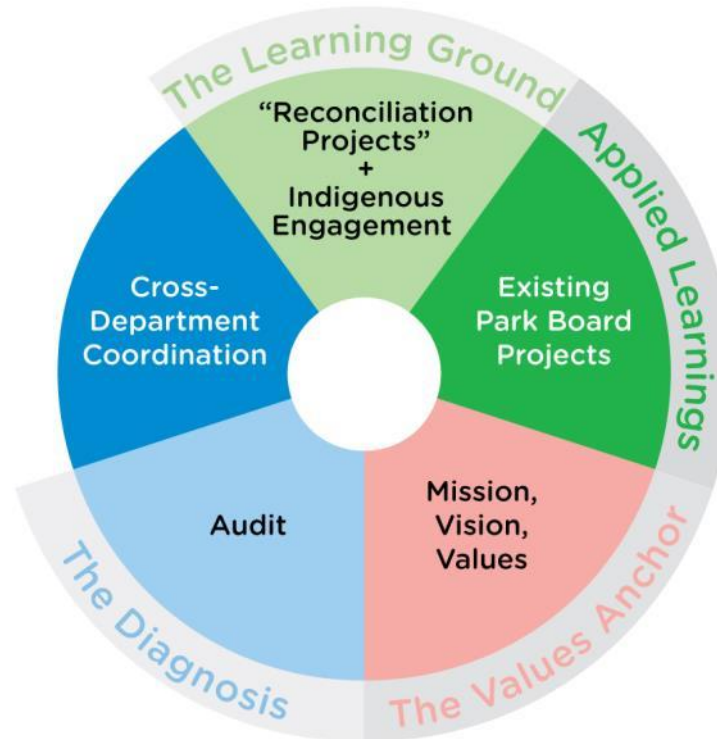 The Learning Ground
“Reconciliation
Projects”
+
Indigenous
Engagement
Applied Learnings
Existing
Park Board
Projects
The Values Anchor
Mission,
Vision,
Values
The Diagnosis
Audit
Cross-
Department
Coordination